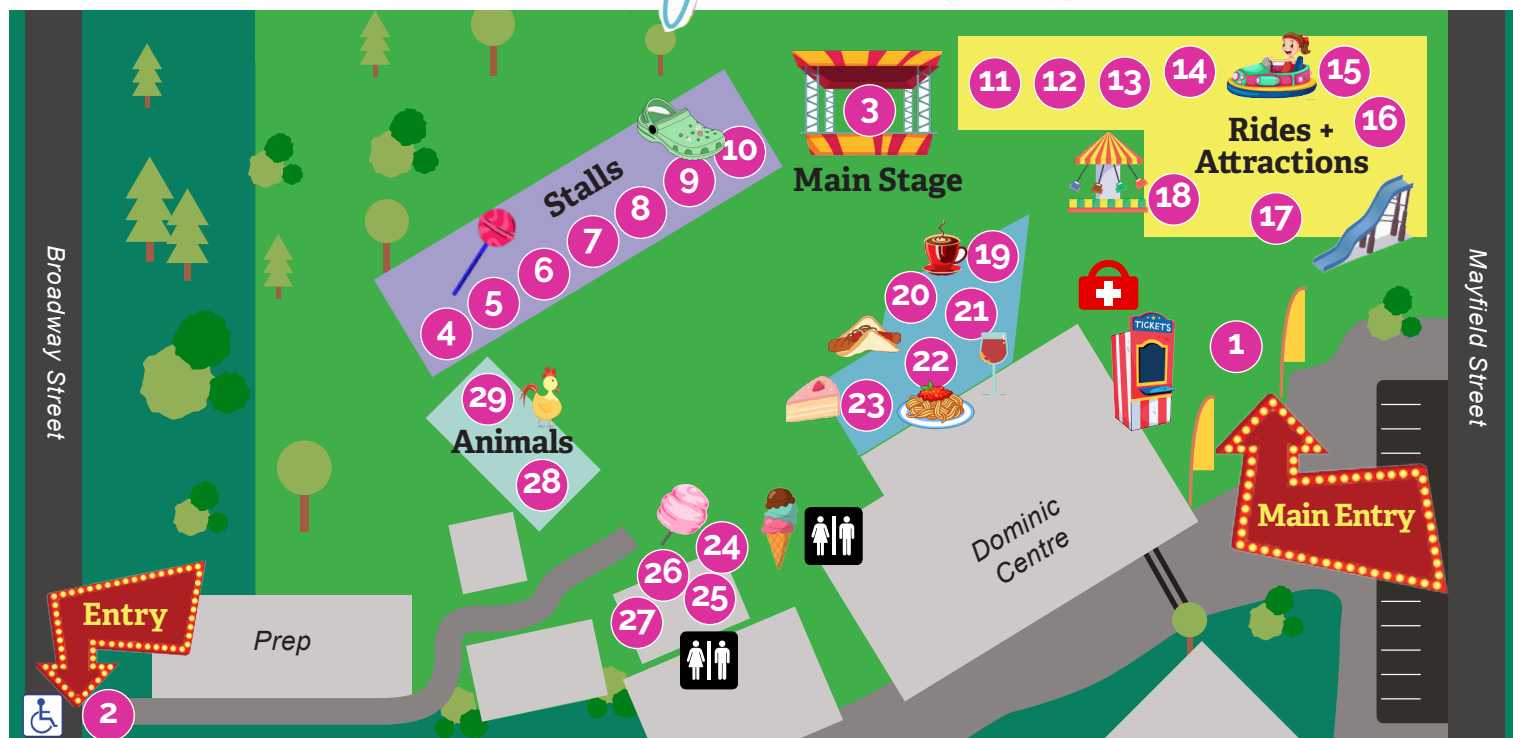 11
12
13
14
15
16
Rides +
Attractions
17
18
3
Main Stage
Stalls
10
9
8
7
6
5
4
19
20
21
22
23
TICKETS
1
Broadway Street
Mayfield Street
29
Animals
28
24
26
25
27
Dominic
Centre
Main Entry
Entry
Prep
2